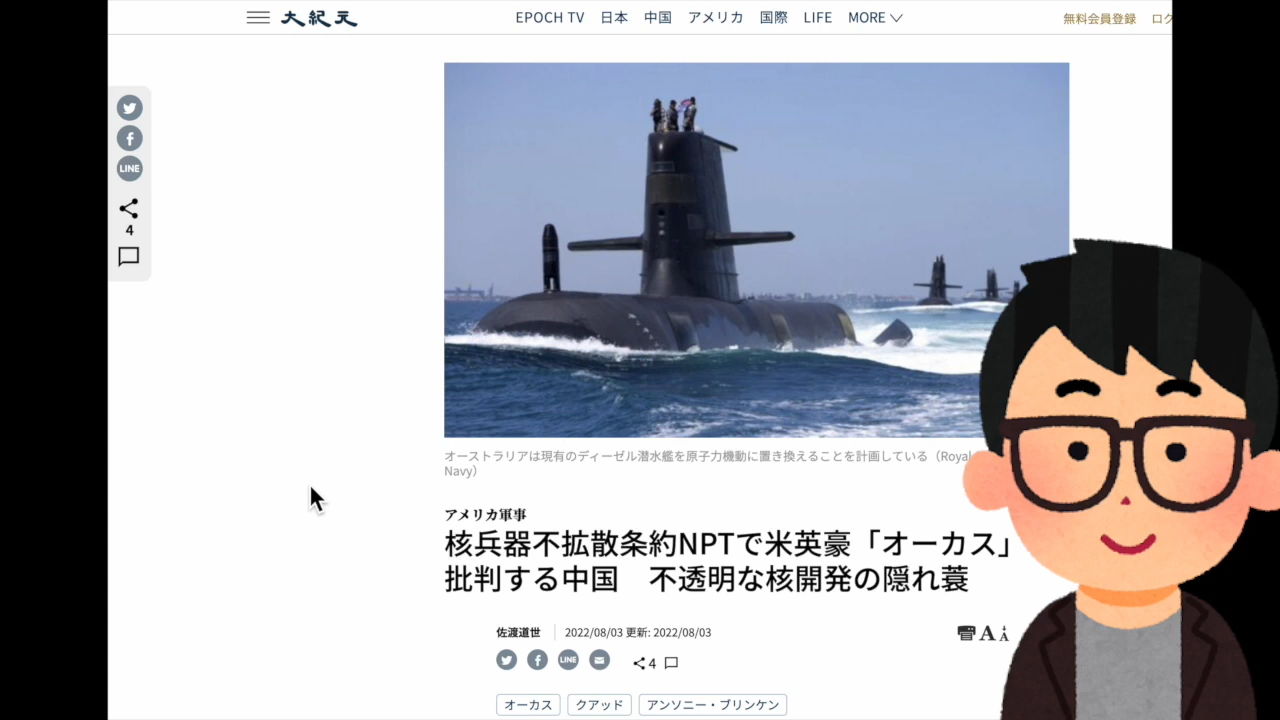 大紀元
EPOCH TV 日本 中国 アメリカ 国際 LIFE MORE
無料会員登録 ログ
LINE
4
オーストラリアは現有のディーゼル潜水艦を原子力機動に置き換えることを計画している（Royal
Navy）
アメリカ軍事
核兵器不拡散条約NPTで米英豪「オーカス」
批判する中国　不透明な核開発の隠れ蓑
佐渡道世 2022/08/03 更新: 2022/08/03
A A
LINE 4
オーカス クアッド アンソニー・ブリンケン